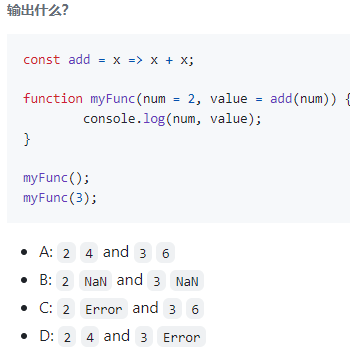 输出什么?
const add = x => x + x;
function myFunc(num = 2, value = add(num)) {
        console.log(num, value);
}
myFunc();
myFunc(3);
A: 2 4 and 3 6
B: 2 NaN and 3 NaN
C: 2 Error and 3 6
D: 2 4 and 3 Error